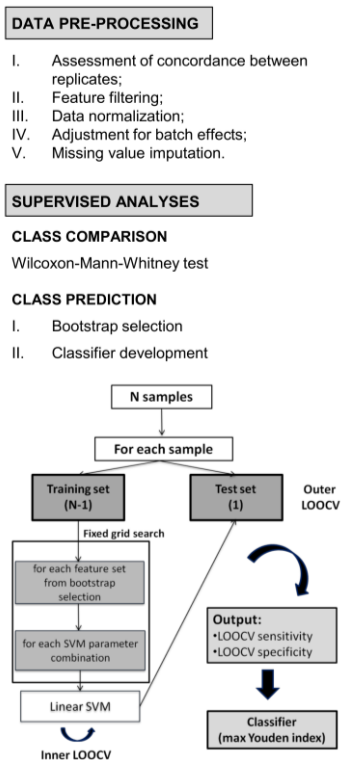 DATA PRE-PROCESSING
I. Assessment of concordance between
replicates;
II. Feature filtering;
III. Data normalization;
IV. Adjustment for batch effects;
V. Missing value imputation.
SUPERVISED ANALYSES
CLASS COMPARISON
Wilcoxon-Mann-Whitney test
CLASS PREDICTION
I. Bootstrap selection
II. Classifier development
N samples
For each sample
Training set
(N-1)
Test set
(1)
Outer
LOOCV
Fixed grid search
for each feature set
from bootstrap
selection
for each SVM parameter
combination
Linear SVM
Inner LOOCV
Output:
•LOOCV sensitivity
•LOOCV specificity
Classifier
(max Youden index)